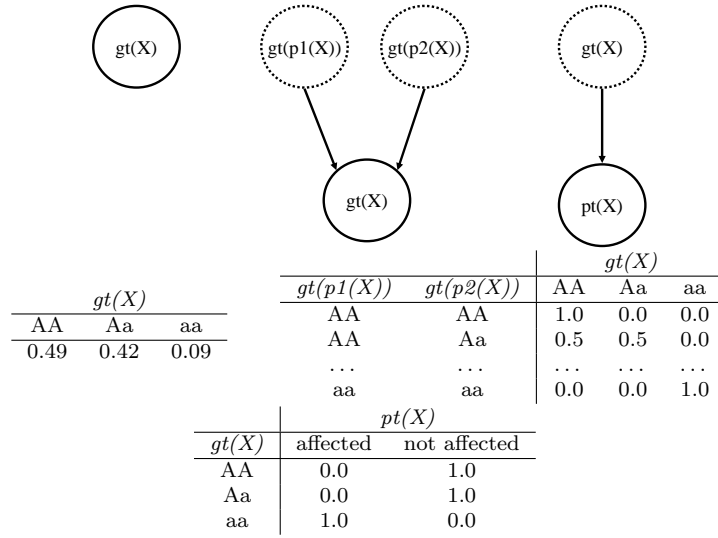 gt(X) gt(p1(X)) gt(p2(X)) gt(X)
gt(X) pt(X)
gt(X)
AA Aa aa
0.49 0.42 0.09
gt(X)
gt(p1(X)) gt(p2(X)) AA Aa aa
AA AA 1.0 0.0 0.0
AA Aa 0.5 0.5 0.0
... ... ... ... ...
aa aa 0.0 0.0 1.0
pt(X)
gt(X) affected not affected
AA 0.0 1.0
Aa 0.0 1.0
aa 1.0 0.0